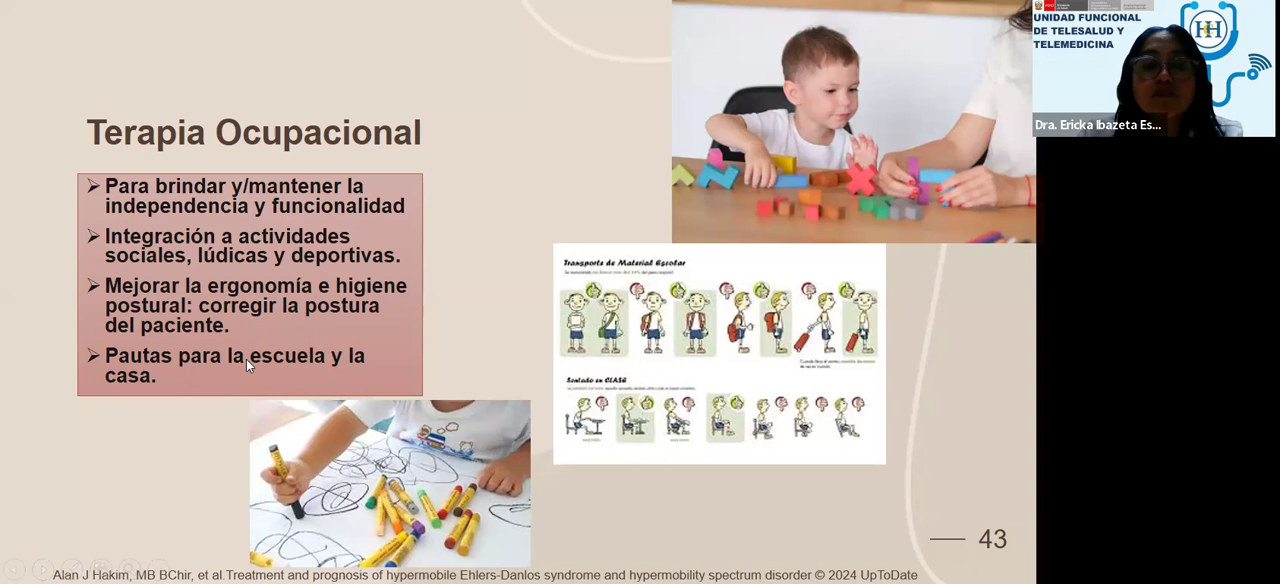 Terapia Ocupacional
Para brindar y/mantener la
independencia y funcionalidad
Integración a actividades
sociales, lúdicas y deportivas.
Mejorar la ergonomía e higiene
postural: corregir la postura
del paciente.
Pautas para la escuela y la
casa.
Transporte de Material Escolar
Sentado en CLASE
43
Alan J Hakim, MB BChir, et al.Treatment and prognosis of hypermobile Ehlers-Danlos syndrome and hypermobility spectrum disorder © 2024 UpToDate
UNIDAD FUNCIONAL
DE TELESALUD Y
TELEMEDICINA
HH
Dra. Ericka Ibazeta Es...